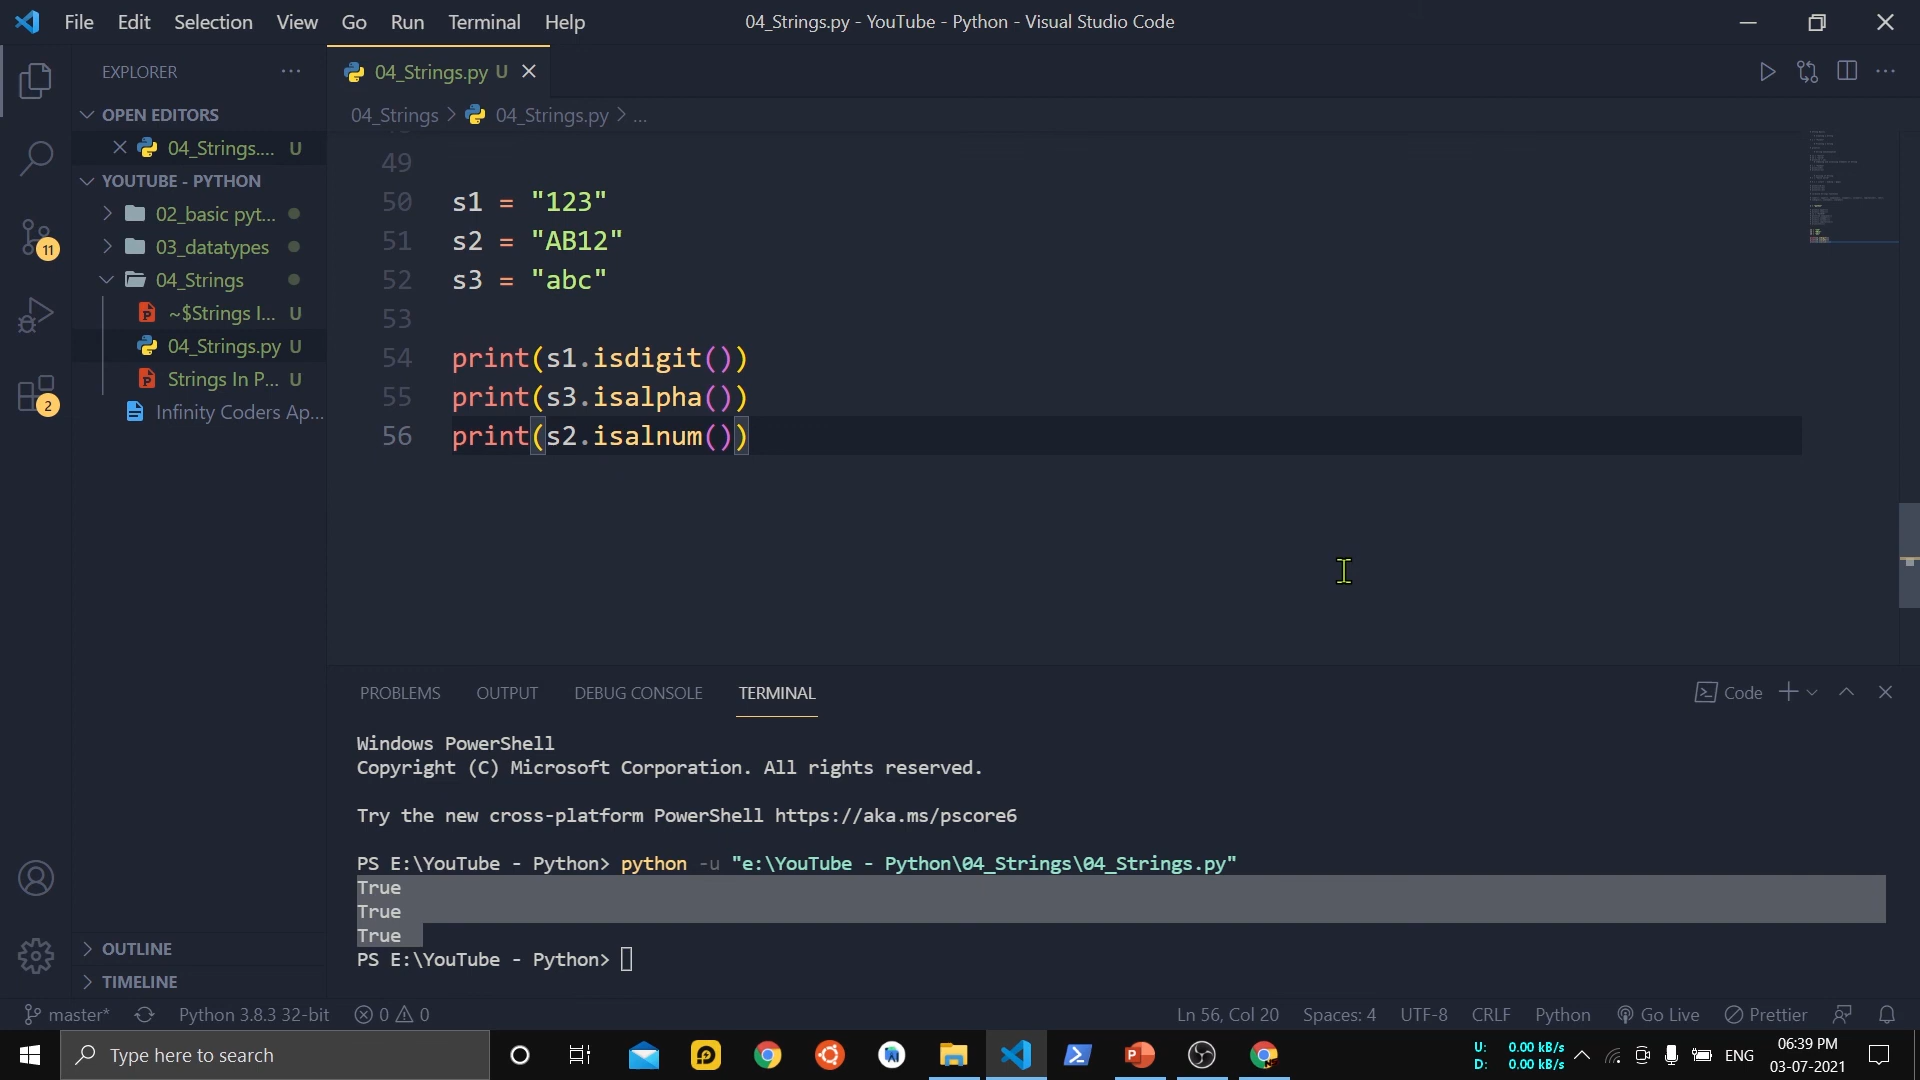 File Edit Selection View Go Run Terminal Help
04_Strings.py - YouTube - Python - Visual Studio Code
EXPLORER
04_Strings.py U
OPEN EDITORS
04_Strings > 04_Strings.py > ...
04_Strings.... U
YOUTUBE - PYTHON
02_basic pyt...
03_datatypes
04_Strings
~$Strings I... U
04_Strings.py U
Strings In P... U
Infinity Coders Ap...
11
2
49
50 s1 = "123"
51 s2 = "AB12"
52 s3 = "abc"
53
54 print(s1.isdigit())
55 print(s3.isalpha())
56 print(s2.isalnum())
PROBLEMS OUTPUT DEBUG CONSOLE TERMINAL
Code
Windows PowerShell
Copyright (C) Microsoft Corporation. All rights reserved.
Try the new cross-platform PowerShell https://aka.ms/pscore6
PS E:\YouTube - Python> python -u "e:\YouTube - Python\04_Strings\04_Strings.py"
True
True
True
PS E:\YouTube - Python>
OUTLINE
TIMELINE
master* Python 3.8.3 32-bit 0 0
Ln 56, Col 20 Spaces: 4 UTF-8 CRLF Python Go Live Prettier
Type here to search
U: 0.00 kB/s
D: 0.00 kB/s
ENG
06:39 PM
03-07-2021